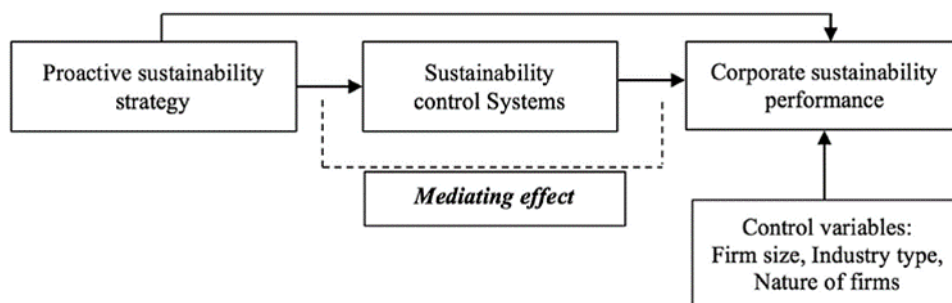 Proactive sustainability
strategy
Sustainability
control Systems
Corporate sustainability
performance
Mediating effect
Control variables:
Firm size, Industry type,
Nature of firms